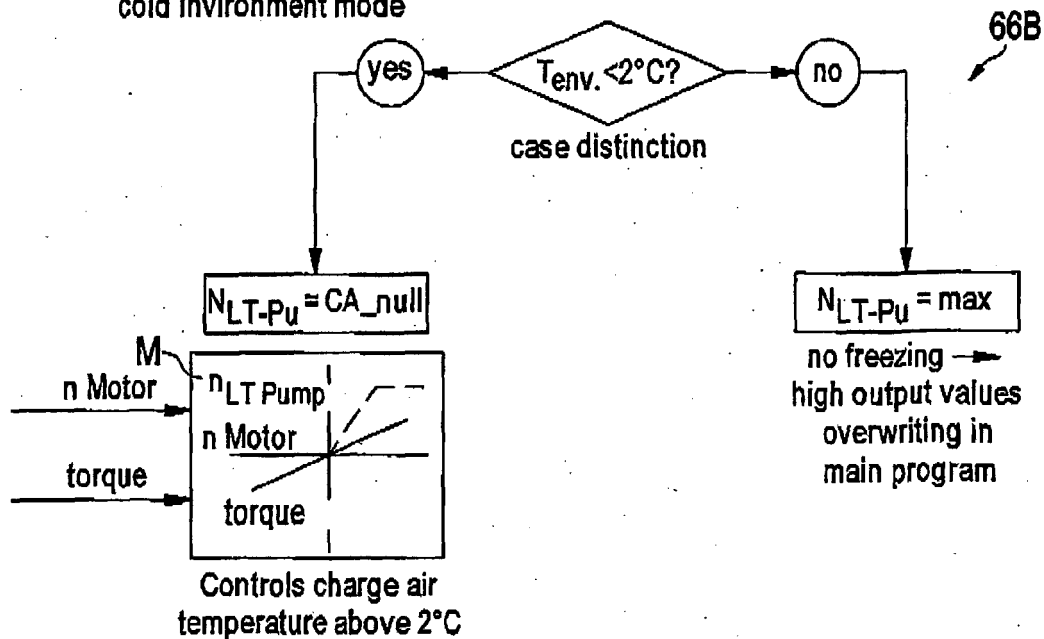 cold invironment mode
66B
yes
Tenv. <2°C?
no
case distinction
NLT-Pu = CA_null
NLT-Pu = max
M
n Motor
torque
nLT Pump
n Motor
torque
no freezing →
high output values
overwriting in
main program
Controls charge air
temperature above 2°C